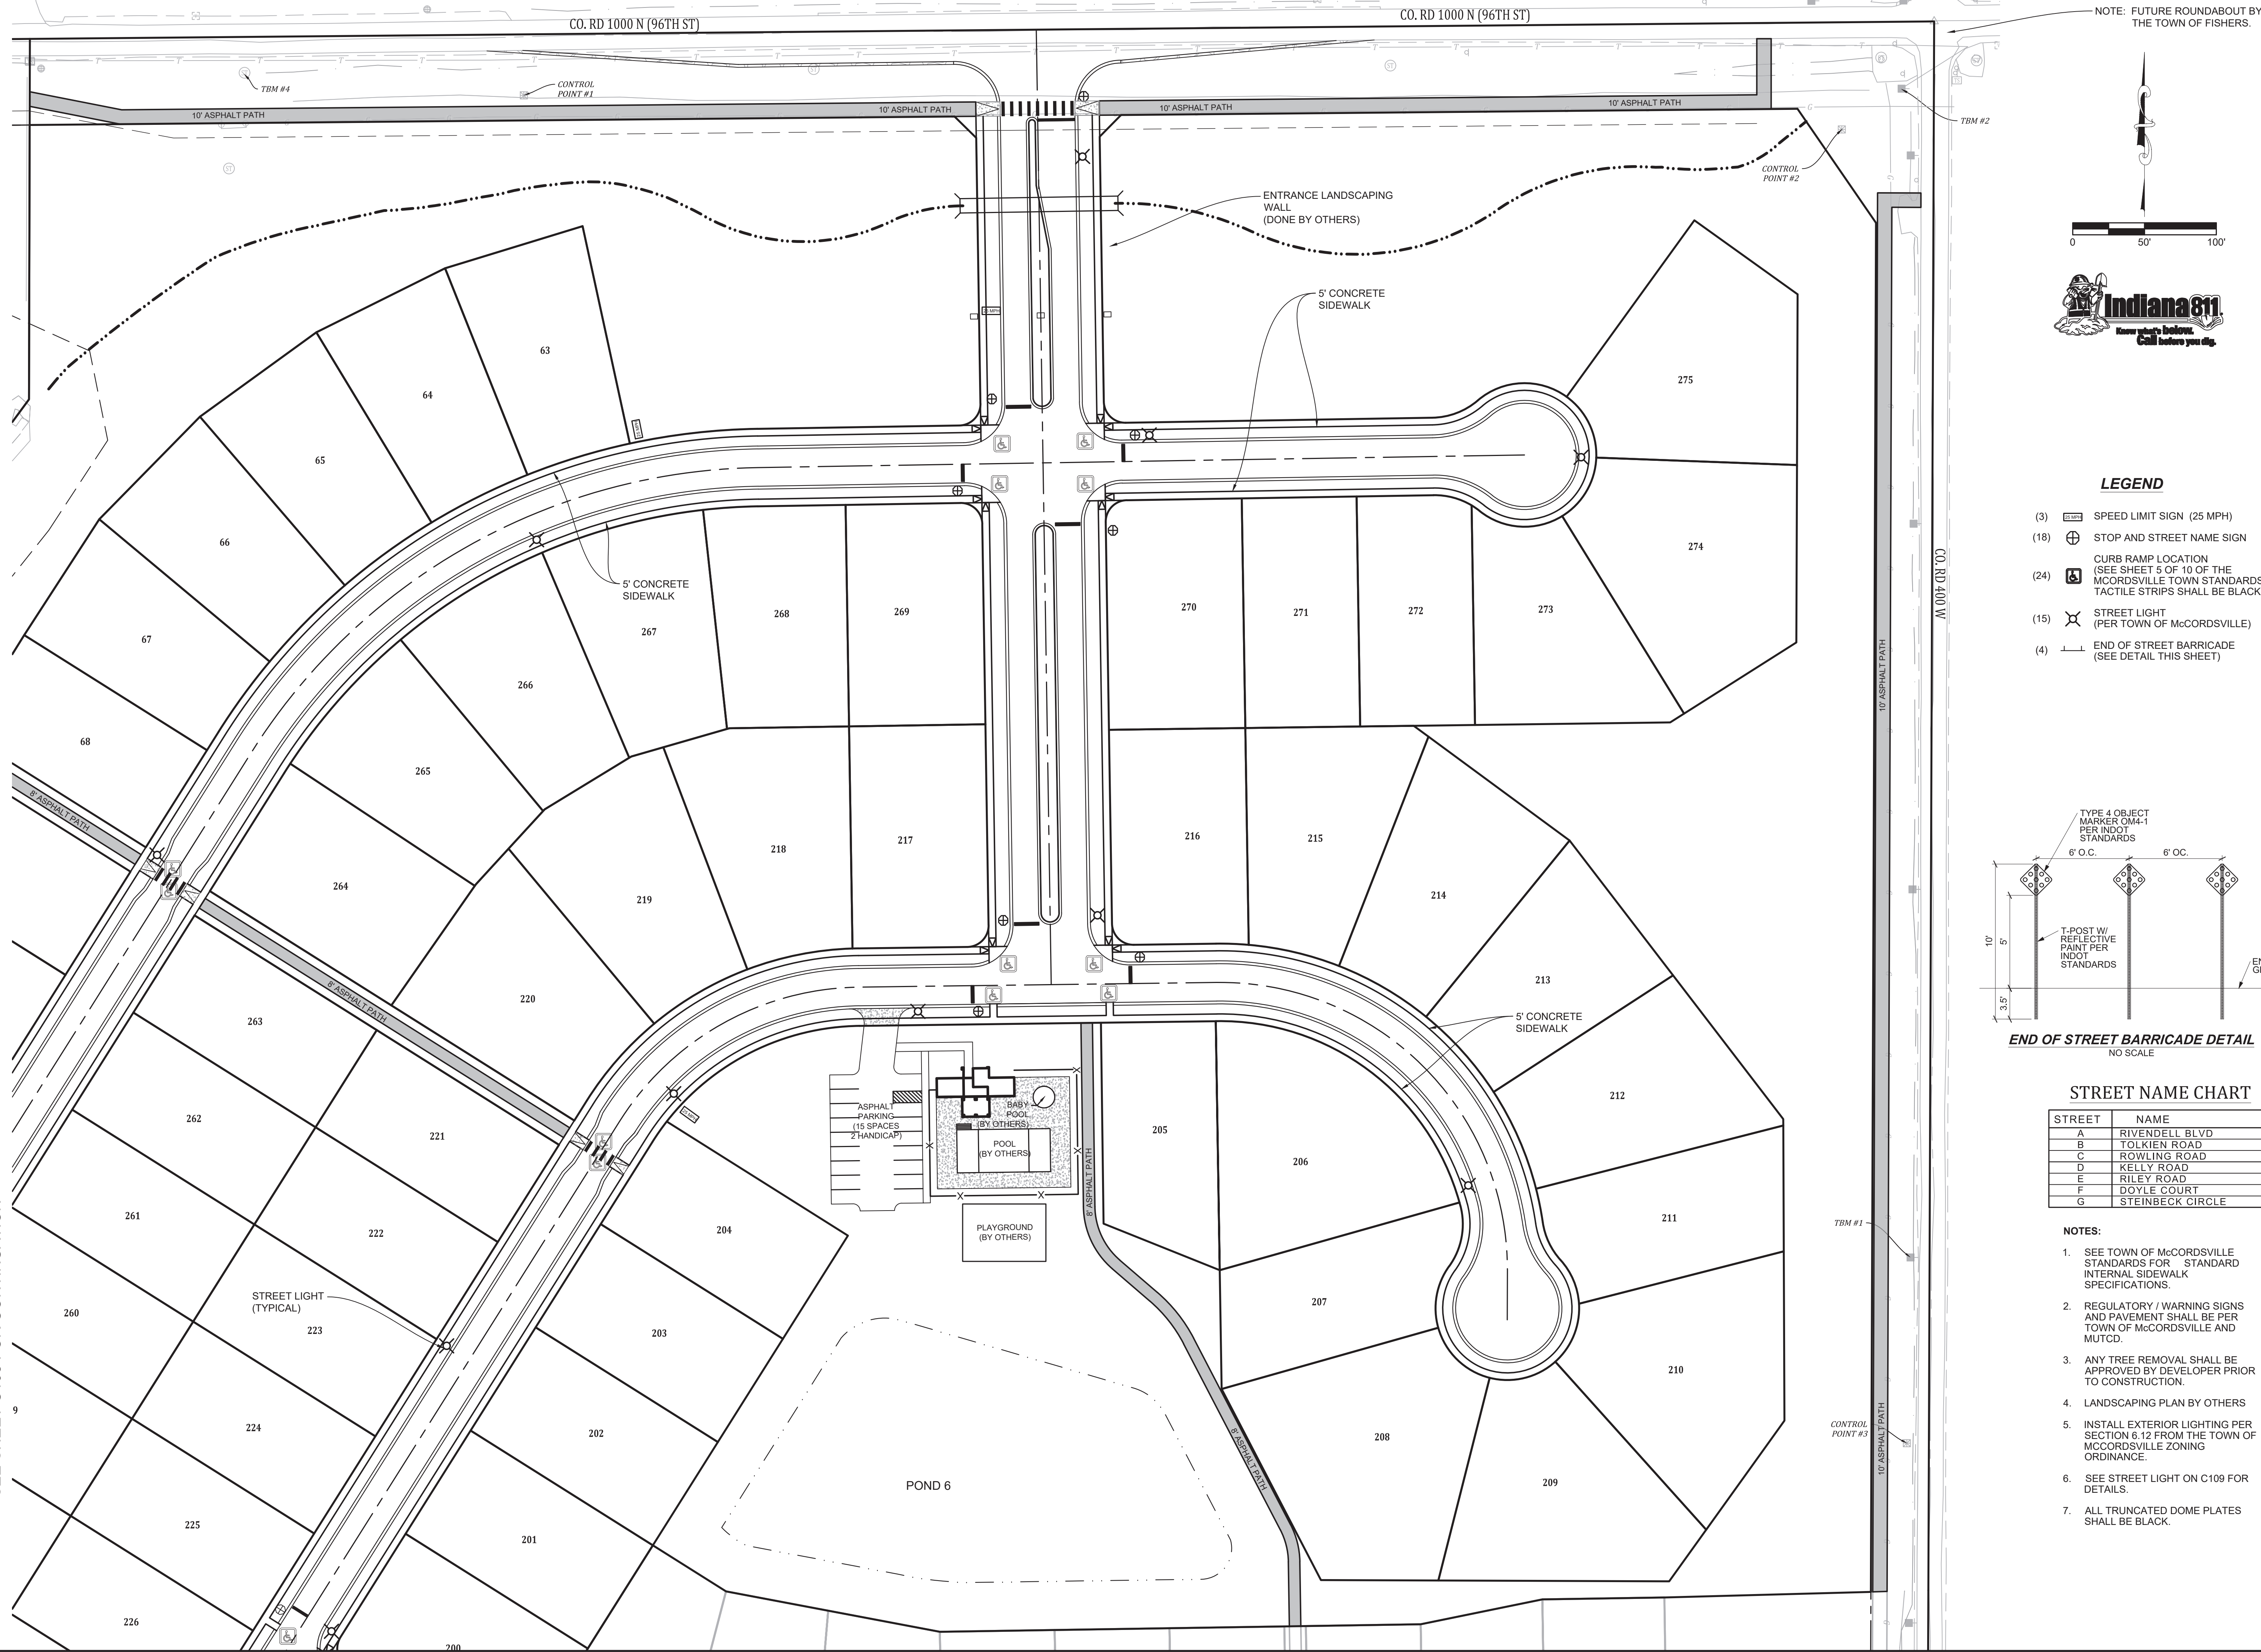 CO. RD 1000 N (96TH ST)
CO. RD 1000 N (96TH ST)
NOTE: FUTURE ROUNDABOUT BY
THE TOWN OF FISHERS.
TBM #4
CONTROL
POINT #1
10' ASPHALT PATH
10' ASPHALT PATH
10' ASPHALT PATH
10' ASPHALT PATH
TBM #2
CONTROL
POINT #2
ST
ST
ST
ST
ENTRANCE LANDSCAPING
WALL
(DONE BY OTHERS)
0 50' 100'
Indiana 811.
Know what's below.
Call before you dig.
5' CONCRETE
SIDEWALK
25 MPH
63
64
65
66
67
68
275
274
LEGEND
(3) 25 MPH SPEED LIMIT SIGN (25 MPH)
(18) STOP AND STREET NAME SIGN
CURB RAMP LOCATION
(SEE SHEET 5 OF 10 OF THE
(24) MCORDSVILLE TOWN STANDARDS
TACTILE STRIPS SHALL BE BLACK
(15) STREET LIGHT
(PER TOWN OF McCORDSVILLE)
(4) END OF STREET BARRICADE
(SEE DETAIL THIS SHEET)
CO. RD 400 W
5' CONCRETE
SIDEWALK
264
265
266
267
268
269
270
271
272
273
10' ASPHALT PATH
8' ASPHALT PATH
8' ASPHALT PATH
220
219
218
217
216
215
214
213
212
211
210
TYPE 4 OBJECT
MARKER OM4-1
PER INDOT
STANDARDS
6' O.C. 6' OC.
10'
5'
3.5'
T-POST W/
REFLECTIVE
PAINT PER
INDOT
STANDARDS
END OF STREET BARRICADE DETAIL
NO SCALE
5' CONCRETE
SIDEWALK
263
262
261
260
221
222
223
224
225
226
ASPHALT
PARKING
(15 SPACES
2 HANDICAP)
BABY
POOL
(BY OTHERS)
POOL
(BY OTHERS)
PLAYGROUND
(BY OTHERS)
8' ASPHALT PATH
25 MPH
205
206
207
208
209
204
203
202
201
200
STREET LIGHT
(TYPICAL)
9
POND 6
8' ASPHALT PATH
TBM #1
CONTROL
POINT #3
10' ASPHALT PATH
STREET NAME CHART
STREET NAME
A RIVENDELL BLVD
B TOLKIEN ROAD
C ROWLING ROAD
D KELLY ROAD
E RILEY ROAD
F DOYLE COURT
G STEINBECK CIRCLE
NOTES:
1. SEE TOWN OF McCORDSVILLE
STANDARDS FOR STANDARD
INTERNAL SIDEWALK
SPECIFICATIONS.
2. REGULATORY / WARNING SIGNS
AND PAVEMENT SHALL BE PER
TOWN OF McCORDSVILLE AND
MUTCD.
3. ANY TREE REMOVAL SHALL BE
APPROVED BY DEVELOPER PRIOR
TO CONSTRUCTION.
4. LANDSCAPING PLAN BY OTHERS
5. INSTALL EXTERIOR LIGHTING PER
SECTION 6.12 FROM THE TOWN OF
MCCORDSVILLE ZONING
ORDINANCE.
6. SEE STREET LIGHT ON C109 FOR
DETAILS.
7. ALL TRUNCATED DOME PLATES
SHALL BE BLACK.